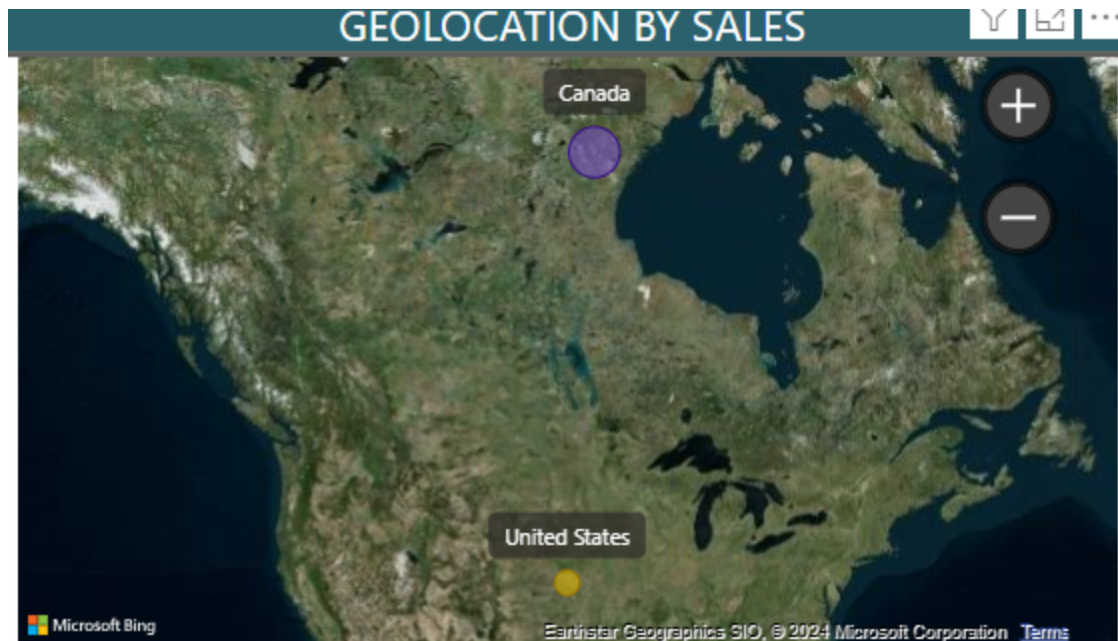 GEOLOCATION BY SALES
Canada
United States
Microsoft Bing
Earthstar Geographics SIO, © 2024 Microsoft Corporation Terms